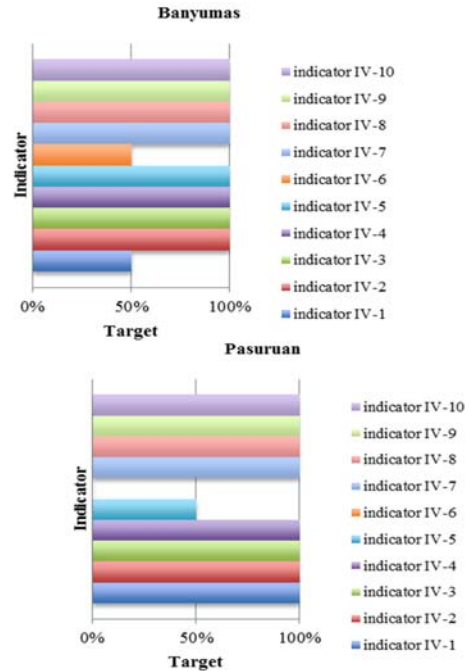 Banyumas
Indicator
indicator IV-10
indicator IV-9
indicator IV-8
indicator IV-7
indicator IV-6
indicator IV-5
indicator IV-4
indicator IV-3
indicator IV-2
indicator IV-1
0% 50% 100%
Target
Pasuruan
Indicator
indicator IV-10
indicator IV-9
indicator IV-8
indicator IV-7
indicator IV-6
indicator IV-5
indicator IV-4
indicator IV-3
indicator IV-2
indicator IV-1
0% 50% 100%
Target